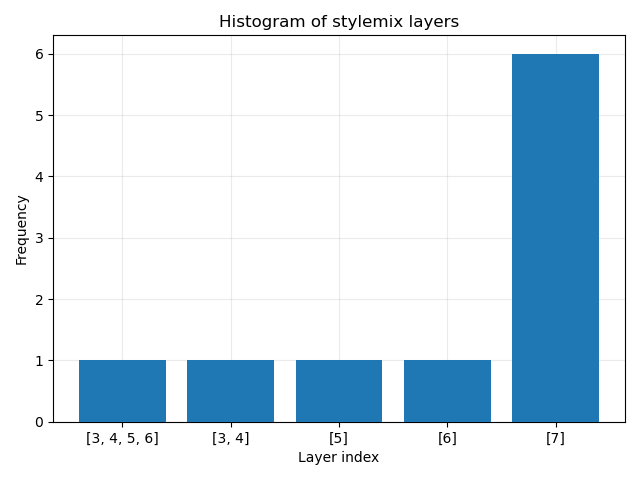 Histogram of stylemix layers
6
5
4
3
2
1
0
Frequency
[3, 4, 5, 6] [3, 4] [5] [6] [7]
Layer index